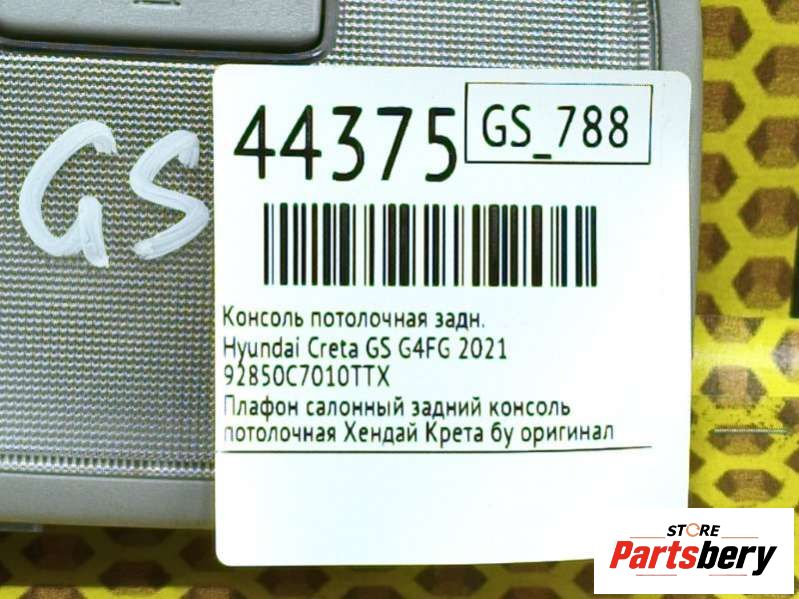 GS
44375
GS_788
Консоль потолочная задн.
Hyundai Creta GS G4FG 2021
92850C7010TTX
Плафон салонный задний консоль
потолочная Хендай Крета бу оригинал
STORE
Partsbery